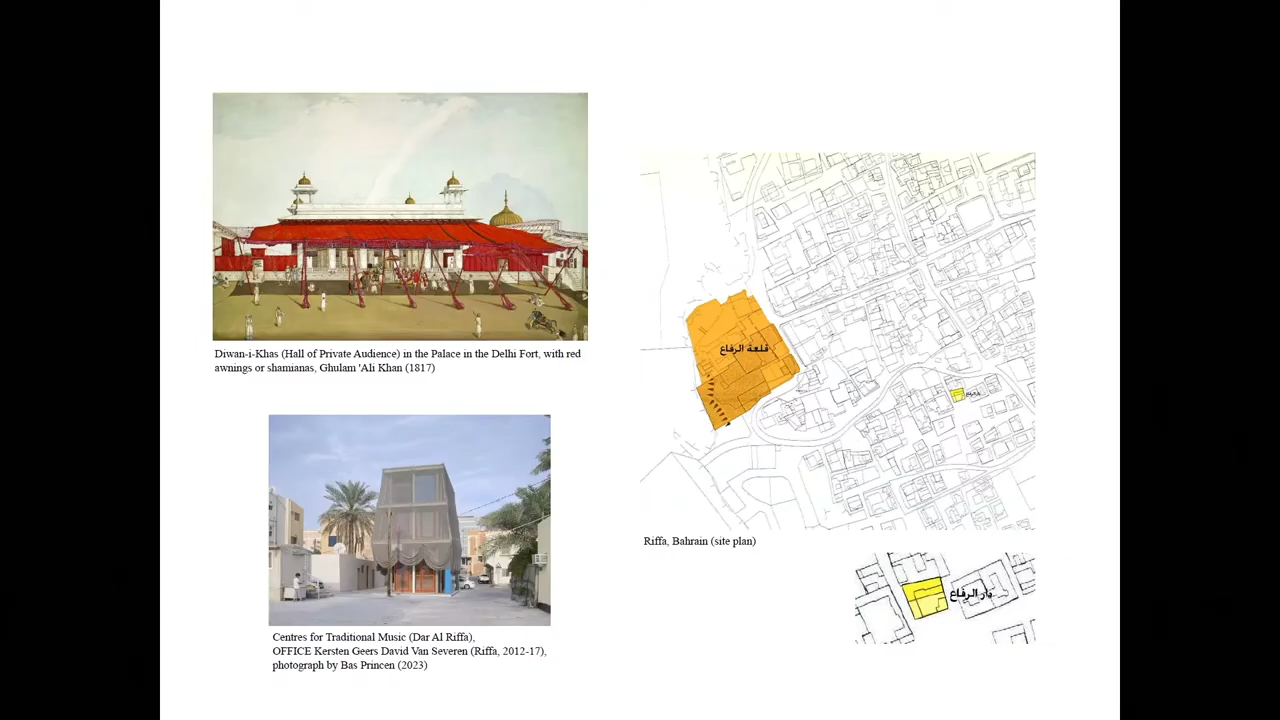 Diwan-i-Khas (Hall of Private Audience) in the Palace in the Delhi Fort, with red
awnings or shamianas, Ghulam 'Ali Khan (1817)
Centres for Traditional Music (Dar Al Riffa),
OFFICE Kersten Geers David Van Severen (Riffa, 2012-17),
photograph by Bas Princen (2023)
قلعة الرفاع
دار الرفاع
Riffa, Bahrain (site plan)
دار الرفاع